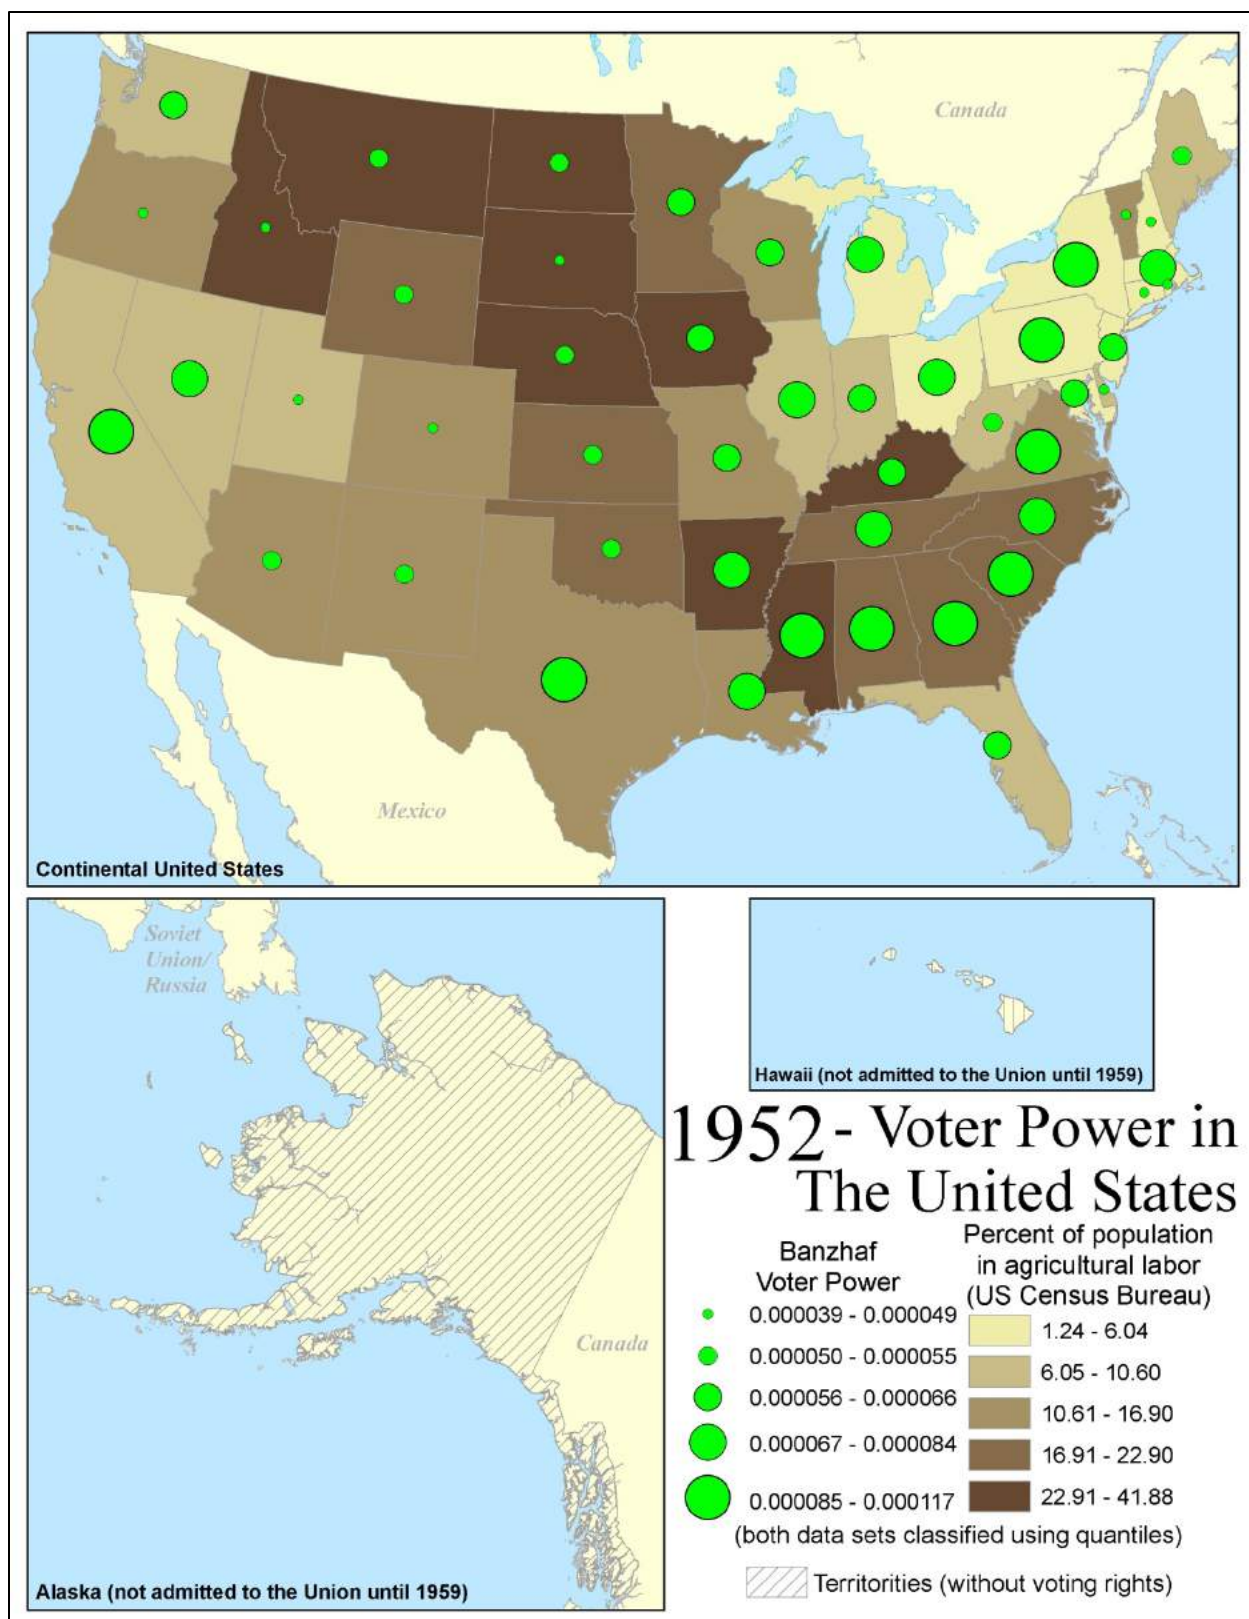 Canada
Mexico
Continental United States
Soviet
Union/
Russia
Canada
Alaska (not admitted to the Union until 1959)
Hawaii (not admitted to the Union until 1959)
1952 - Voter Power in
The United States
Banzhaf
Voter Power
0.000039 - 0.000049
0.000050 - 0.000055
0.000056 - 0.000066
0.000067 - 0.000084
0.000085 - 0.000117
Percent of population
in agricultural labor
(US Census Bureau)
1.24 - 6.04
6.05 - 10.60
10.61 - 16.90
16.91 - 22.90
22.91 - 41.88
(both data sets classified using quantiles)
Territorities (without voting rights)